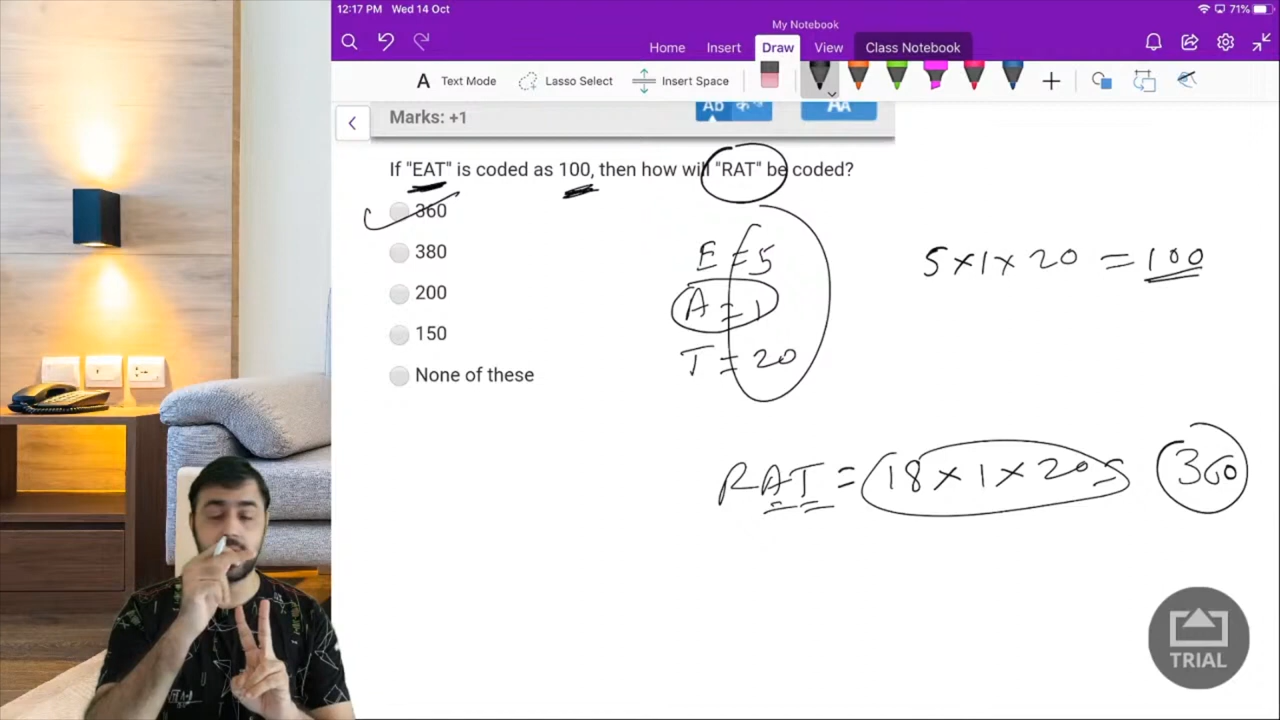 12:17 PM Wed 14 Oct
71%
My Notebook
Home Insert Draw View Class Notebook
A Text Mode Lasso Select Insert Space
Marks: +1
Ab
AA
If "EAT" is coded as 100, then how will "RAT" be coded?
360
380
200
150
None of these
E = 5
A = 1
T = 20
5 × 1 × 20 = 100
RAT = 18 × 1 × 20 = 360
TRIAL